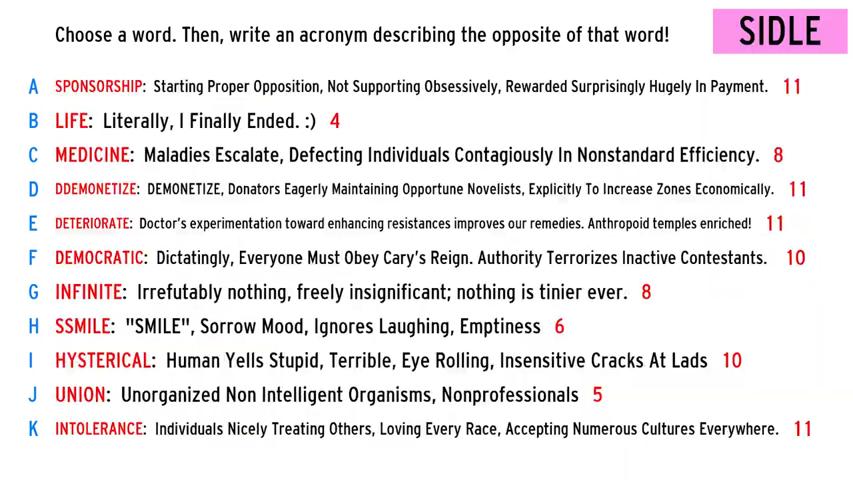 Choose a word. Then, write an acronym describing the opposite of that word! SIDLE
A SPONSORSHIP: Starting Proper Opposition, Not Supporting Obsessively, Rewarded Surprisingly Hugely In Payment. 11
B LIFE: Literally, I Finally Ended. :) 4
C MEDICINE: Maladies Escalate, Defecting Individuals Contagiously In Nonstandard Efficiency. 8
D DDEMONETIZE: DEMONETIZE, Donators Eagerly Maintaining Opportune Novelists, Explicitly To Increase Zones Economically. 11
E DETERIORATE: Doctor's experimentation toward enhancing resistances improves our remedies. Anthropoid temples enriched! 11
F DEMOCRATIC: Dictatingly, Everyone Must Obey Cary's Reign. Authority Terrorizes Inactive Contestants. 10
G INFINITE: Irrefutably nothing, freely insignificant; nothing is tinier ever. 8
H SSMILE: "SMILE", Sorrow Mood, Ignores Laughing, Emptiness 6
I HYSTERICAL: Human Yells Stupid, Terrible, Eye Rolling, Insensitive Cracks At Lads 10
J UNION: Unorganized Non Intelligent Organisms, Nonprofessionals 5
K INTOLERANCE: Individuals Nicely Treating Others, Loving Every Race, Accepting Numerous Cultures Everywhere. 11